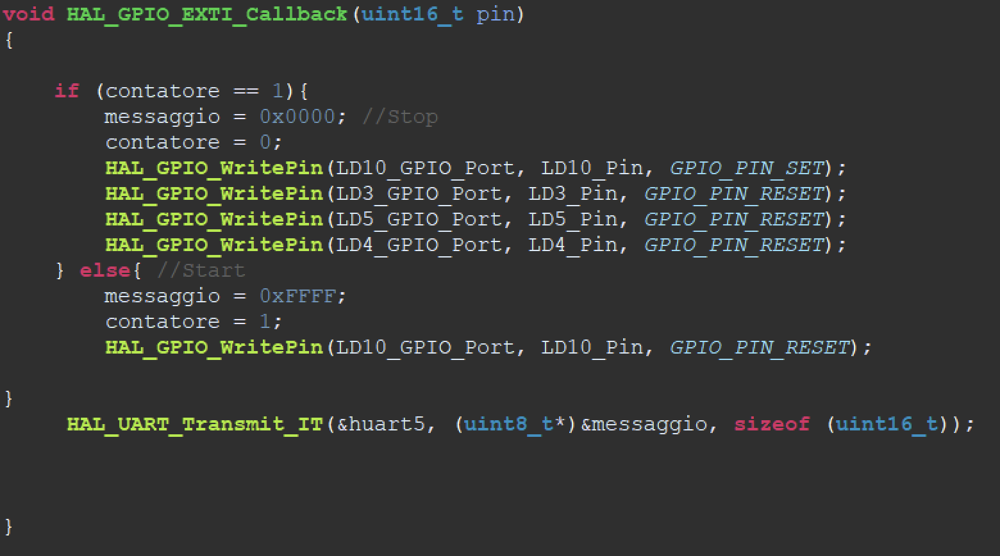 void HAL_GPIO_EXTI_Callback(uint16_t pin)
{
if (contatore == 1){
messaggio = 0x0000; //Stop
contatore = 0;
HAL_GPIO_WritePin(LD10_GPIO_Port, LD10_Pin, GPIO_PIN_SET);
HAL_GPIO_WritePin(LD3_GPIO_Port, LD3_Pin, GPIO_PIN_RESET);
HAL_GPIO_WritePin(LD5_GPIO_Port, LD5_Pin, GPIO_PIN_RESET);
HAL_GPIO_WritePin(LD4_GPIO_Port, LD4_Pin, GPIO_PIN_RESET);
} else{ //Start
messaggio = 0xFFFF;
contatore = 1;
HAL_GPIO_WritePin(LD10_GPIO_Port, LD10_Pin, GPIO_PIN_RESET);
}
HAL_UART_Transmit_IT(&huart5, (uint8_t*)&messaggio, sizeof (uint16_t));
}